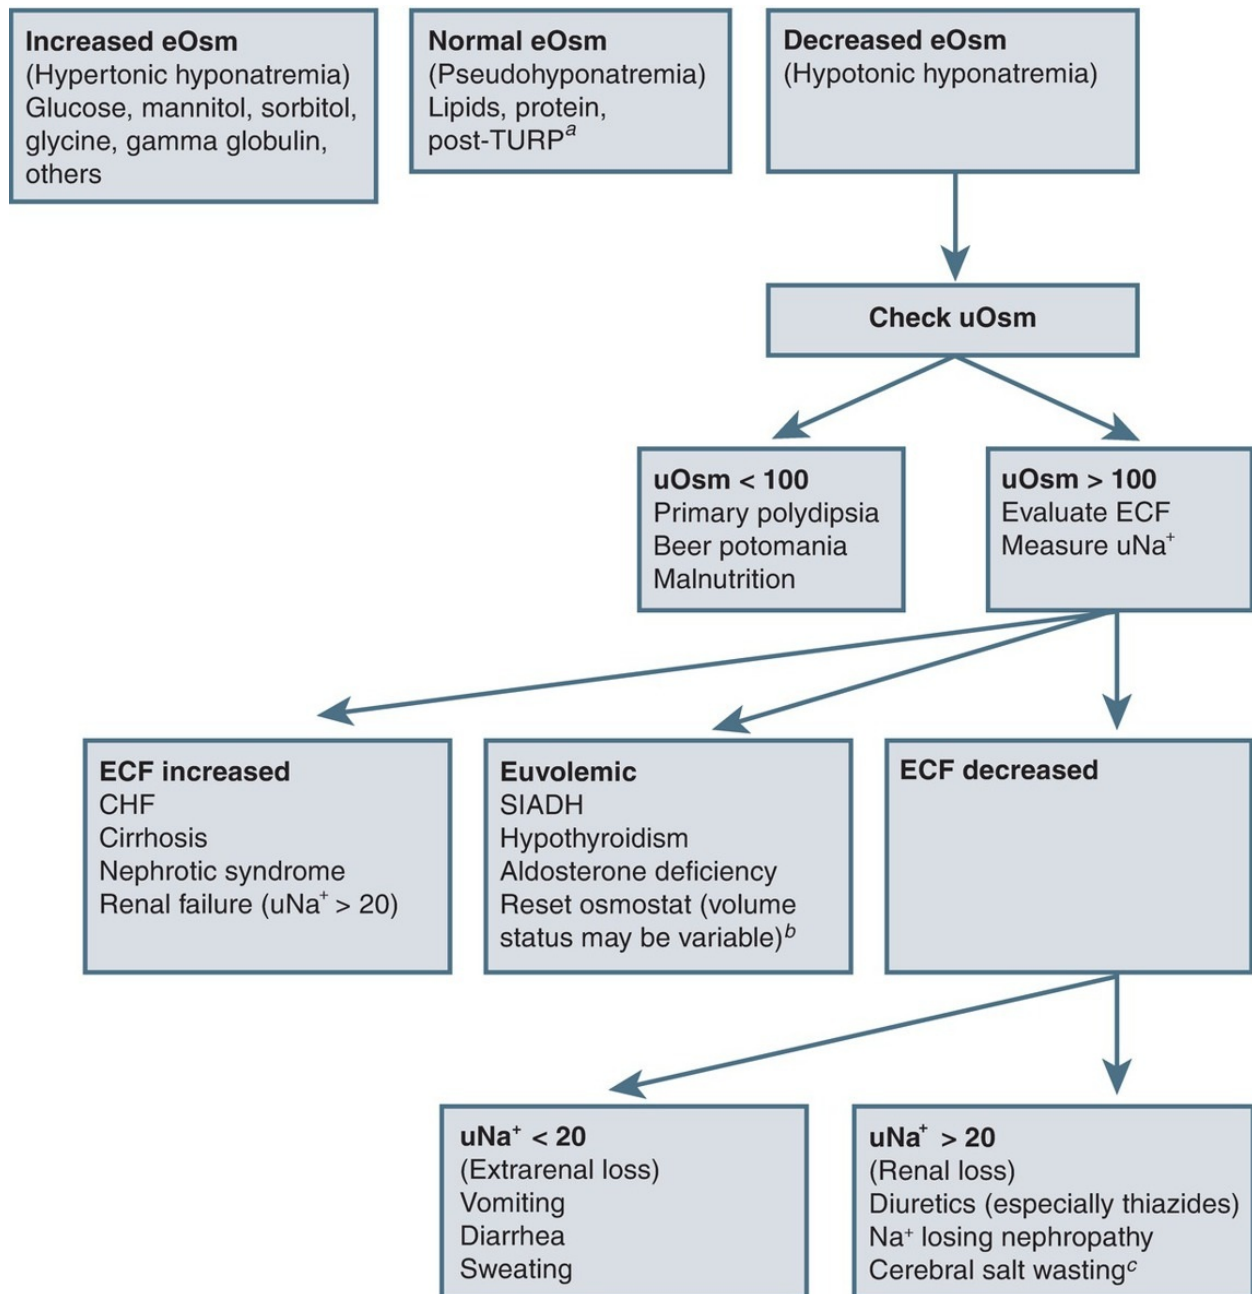 Increased eOsm
(Hypertonic hyponatremia)
Glucose, mannitol, sorbitol,
glycine, gamma globulin,
others
Normal eOsm
(Pseudohyponatremia)
Lipids, protein,
post-TURPᵃ
Decreased eOsm
(Hypotonic hyponatremia)
Check uOsm
uOsm < 100
Primary polydipsia
Beer potomania
Malnutrition
uOsm > 100
Evaluate ECF
Measure uNa⁺
ECF increased
CHF
Cirrhosis
Nephrotic syndrome
Renal failure (uNa⁺ > 20)
Euvolemic
SIADH
Hypothyroidism
Aldosterone deficiency
Reset osmostat (volume
status may be variable)ᵇ
ECF decreased
uNa⁺ < 20
(Extrarenal loss)
Vomiting
Diarrhea
Sweating
uNa⁺ > 20
(Renal loss)
Diuretics (especially thiazides)
Na⁺ losing nephropathy
Cerebral salt wastingᶜ